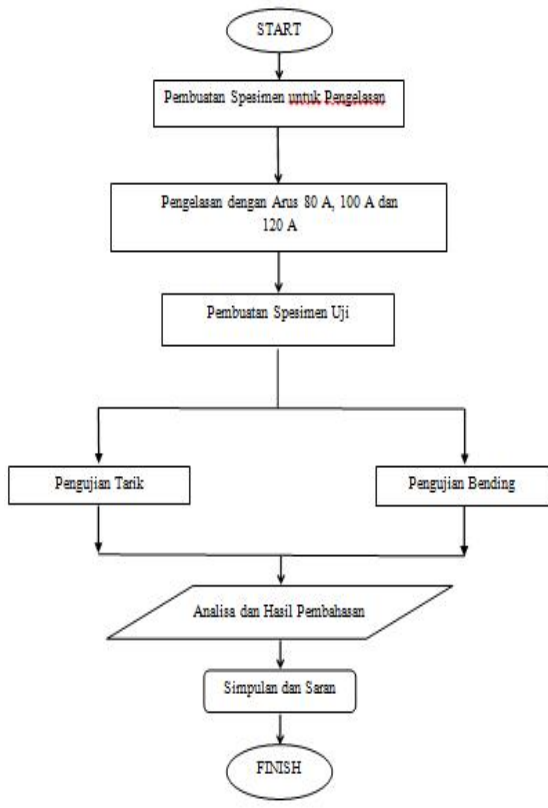 START
Pembuatan Spesimen untuk Pengelasan
Pengelasan dengan Arus 80 A, 100 A dan
120 A
Pembuatan Spesimen Uji
Pengujian Tarik
Pengujian Bending
Analisa dan Hasil Pembahasan
Simpulan dan Saran
FINISH